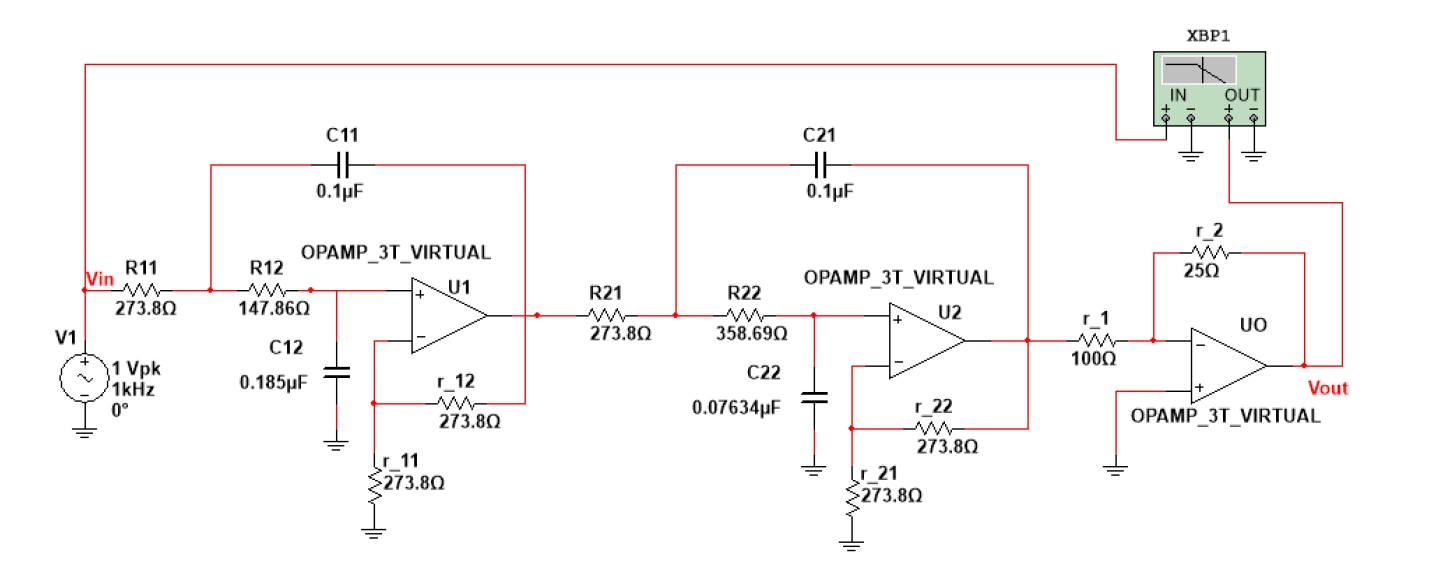 XBP1
IN OUT
+ − + −
C11
0.1µF
C21
0.1µF
OPAMP_3T_VIRTUAL
Vin
R11
273.8Ω
R12
147.86Ω
+
−
U1
V1
+
−
1 Vpk
1kHz
0°
C12
0.185µF
r_12
273.8Ω
r_11
273.8Ω
R21
273.8Ω
OPAMP_3T_VIRTUAL
R22
358.69Ω
+
−
U2
C22
0.07634µF
r_22
273.8Ω
r_21
273.8Ω
r_2
25Ω
r_1
100Ω
−
+
UO
OPAMP_3T_VIRTUAL
Vout